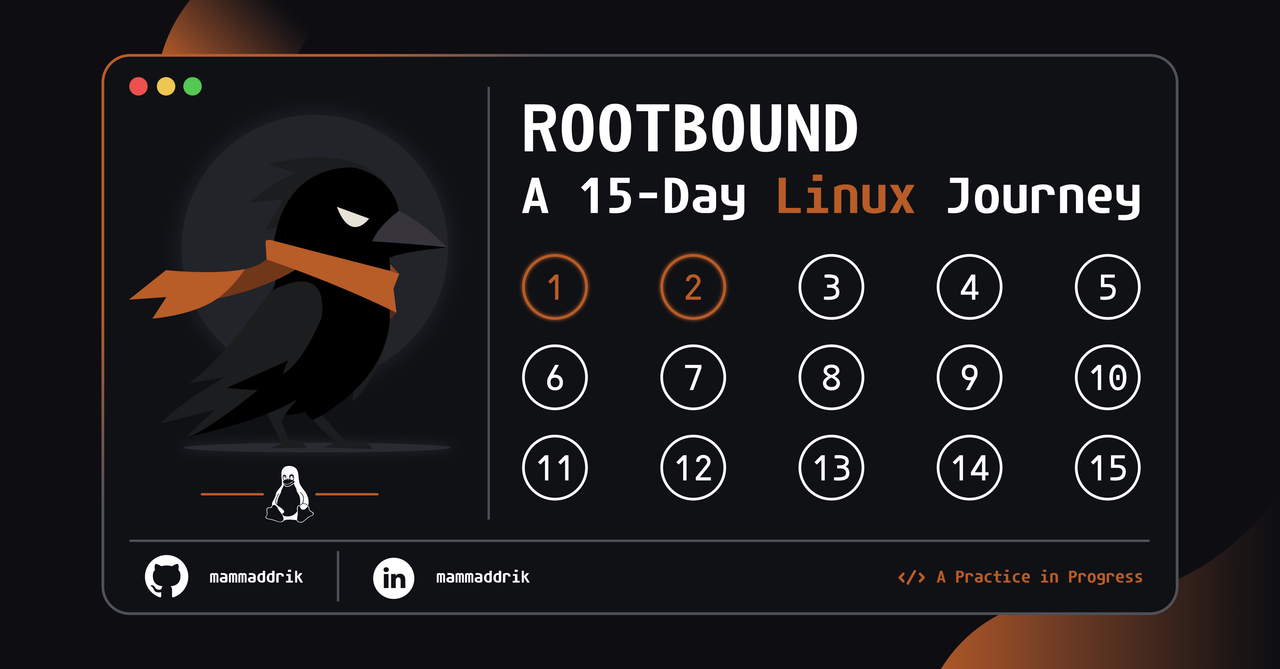 ROOTBOUND
A 15-Day Linux Journey
1 2 3 4 5
6 7 8 9 10
11 12 13 14 15
mammaddrik
in mammaddrik
</> A Practice in Progress